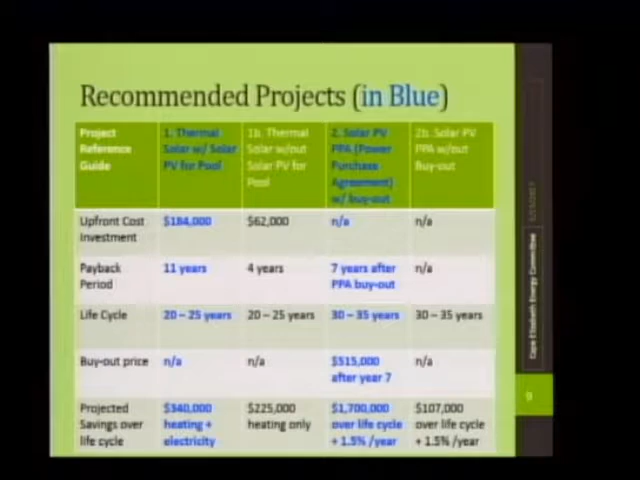 Recommended Projects (in Blue)
Project Reference Guide
1. Thermal Solar w/ Solar PV for Pool
1b. Thermal Solar w/out Solar PV for Pool
2. Solar PV PPA (Power Purchase Agreement) w/ buy-out
2b. Solar PV PPA w/out Buy-out
Upfront Cost Investment
$184,000
$62,000
n/a
n/a
Payback Period
11 years
4 years
7 years after PPA buy-out
n/a
Life Cycle
20 – 25 years
20 – 25 years
30 – 35 years
30 – 35 years
Buy-out price
n/a
n/a
$515,000 after year 7
n/a
Projected Savings over life cycle
$340,000 heating + electricity
$225,000 heating only
$1,700,000 over life cycle + 1.5% /year
$107,000 over life cycle + 1.5% /year
Cape Elizabeth Energy Committee
9